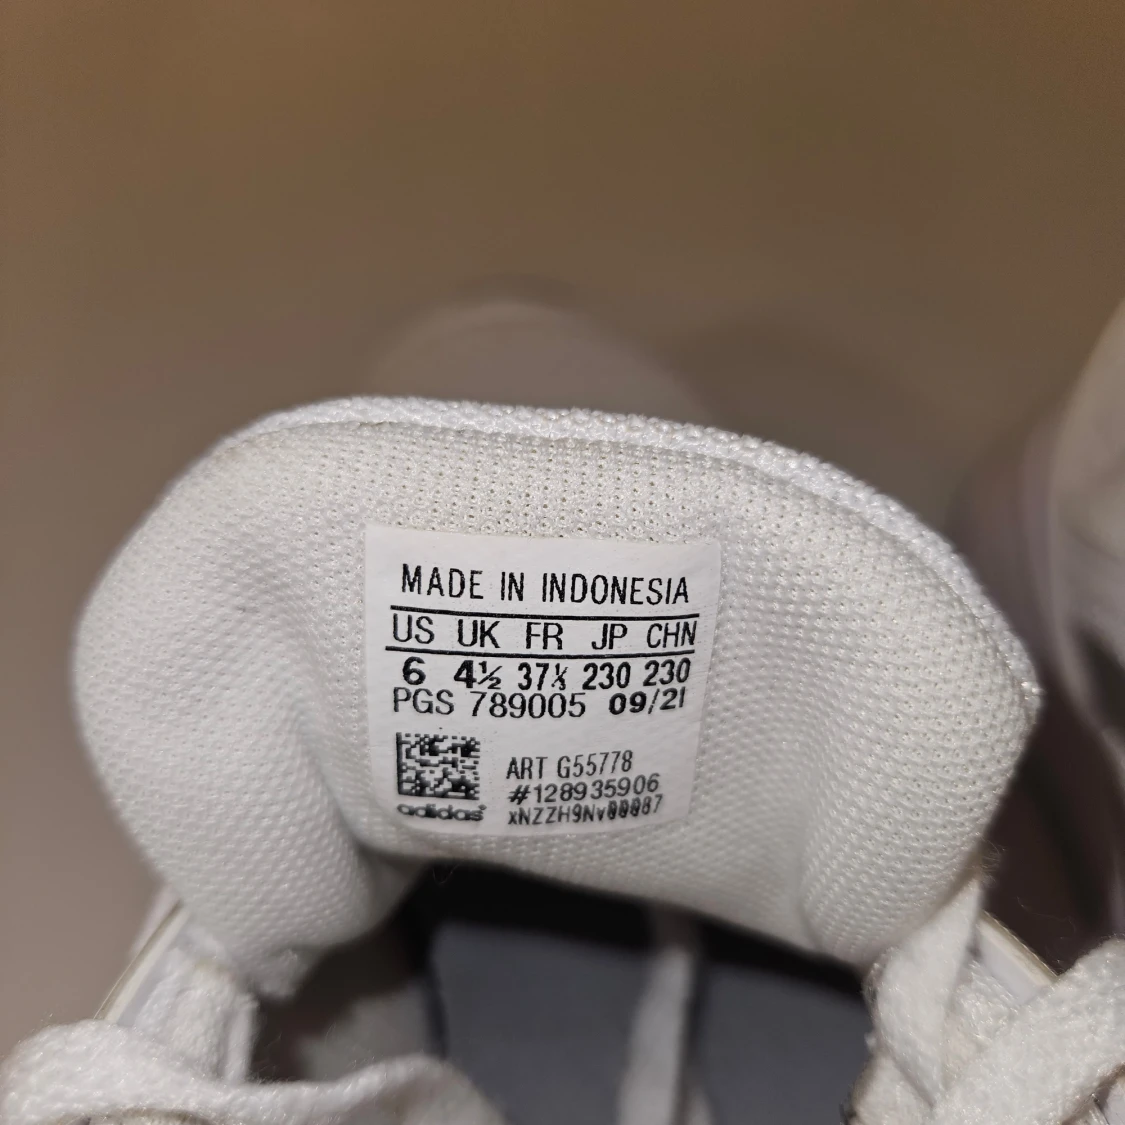 MADE IN INDONESIA
US UK FR JP CHN
6 4½ 37⅓ 230 230
PGS 789005 09/21
ART G55778
#128935906
adidas
xNZZH9Nv00087